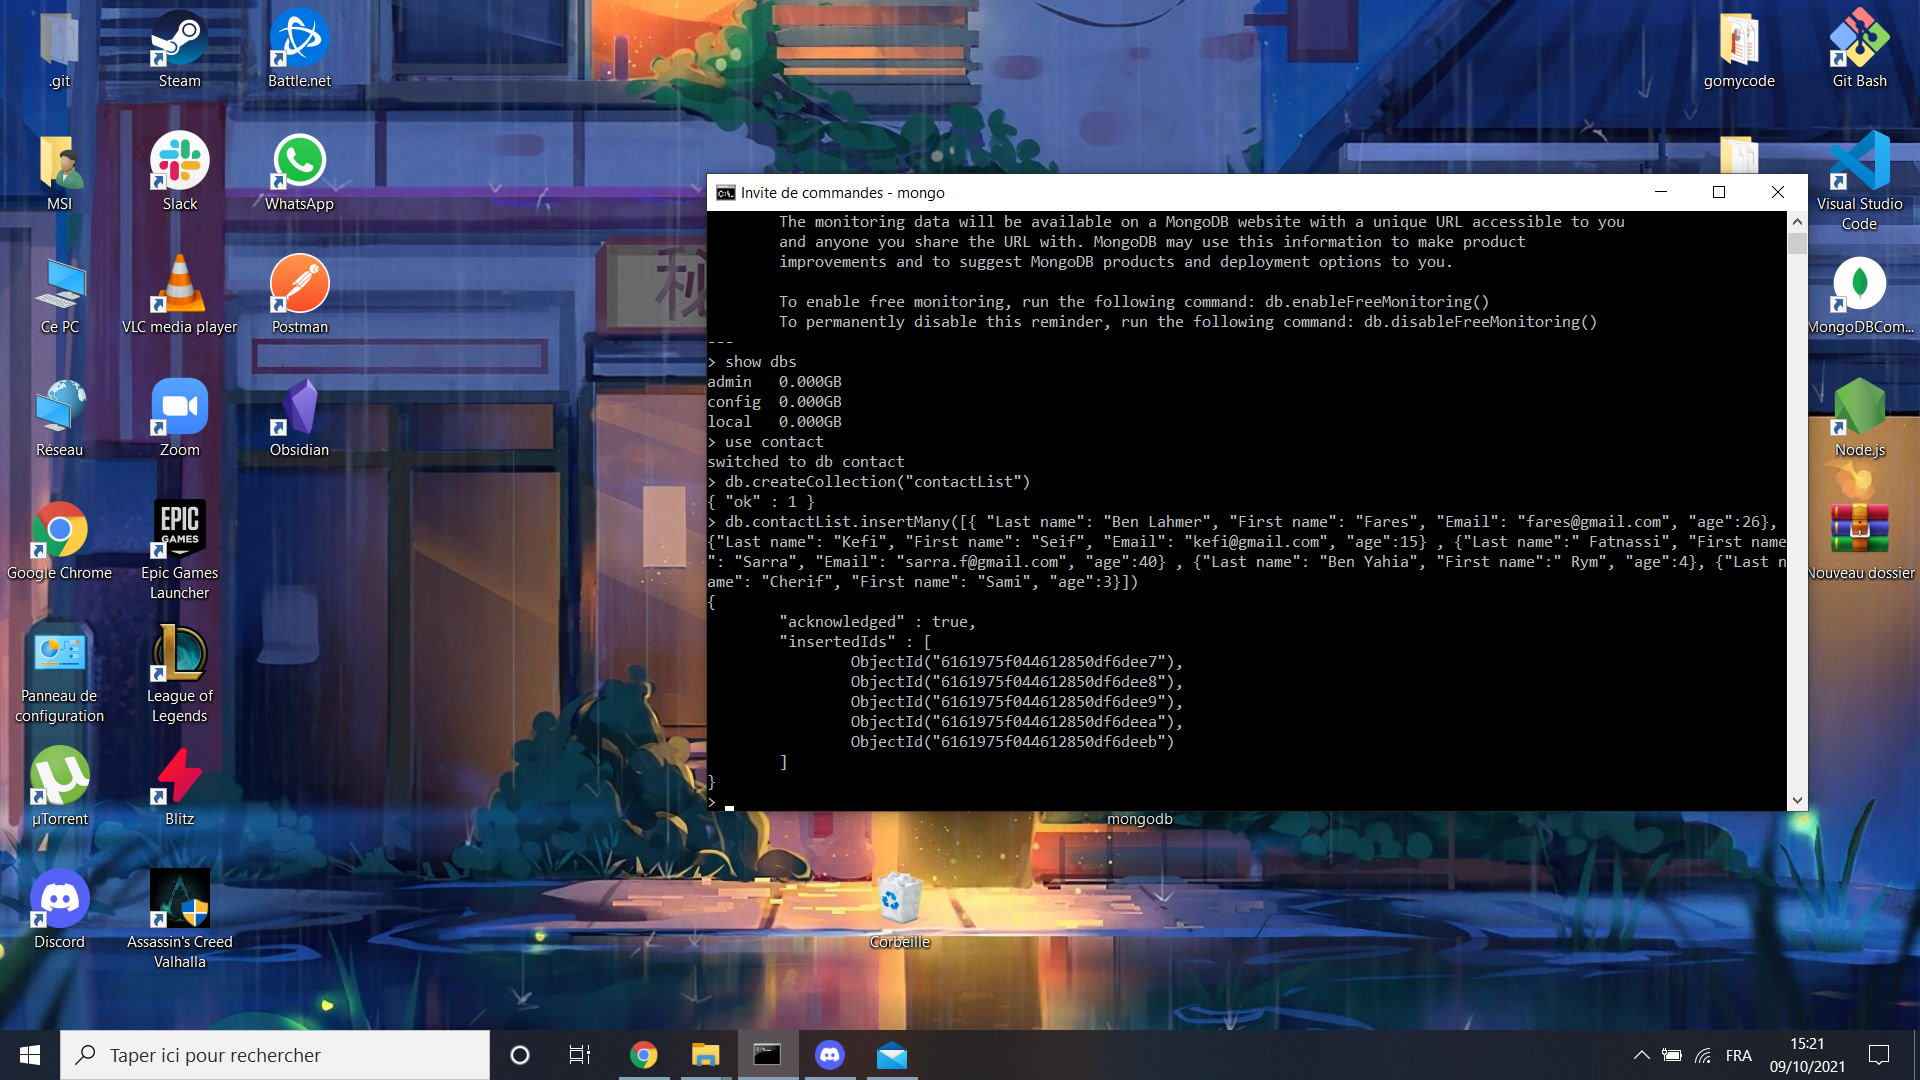 .git
Steam
Battle.net
gomycode
Git Bash
MSI
Slack
WhatsApp
Visual Studio
Code
Ce PC
VLC media player
Postman
MongoDBCom...
Réseau
Zoom
Obsidian
Node.js
Google Chrome
EPIC
GAMES
Epic Games
Launcher
Nouveau dossier
Panneau de
configuration
League of
Legends
µTorrent
Blitz
mongodb
Discord
Assassin's Creed
Valhalla
Corbeille
秘
Invite de commandes - mongo
The monitoring data will be available on a MongoDB website with a unique URL accessible to you
and anyone you share the URL with. MongoDB may use this information to make product
improvements and to suggest MongoDB products and deployment options to you.
To enable free monitoring, run the following command: db.enableFreeMonitoring()
To permanently disable this reminder, run the following command: db.disableFreeMonitoring()
---
> show dbs
admin   0.000GB
config  0.000GB
local   0.000GB
> use contact
switched to db contact
> db.createCollection("contactList")
{ "ok" : 1 }
> db.contactList.insertMany([{ "Last name": "Ben Lahmer", "First name": "Fares", "Email": "fares@gmail.com", "age":26},
{"Last name": "Kefi", "First name": "Seif", "Email": "kefi@gmail.com", "age":15} , {"Last name":" Fatnassi", "First name
": "Sarra", "Email": "sarra.f@gmail.com", "age":40} , {"Last name": "Ben Yahia", "First name":" Rym", "age":4}, {"Last n
ame": "Cherif", "First name": "Sami", "age":3}])
{
"acknowledged" : true,
"insertedIds" : [
ObjectId("6161975f044612850df6dee7"),
ObjectId("6161975f044612850df6dee8"),
ObjectId("6161975f044612850df6dee9"),
ObjectId("6161975f044612850df6deea"),
ObjectId("6161975f044612850df6deeb")
]
}
>
Taper ici pour rechercher
FRA
15:21
09/10/2021